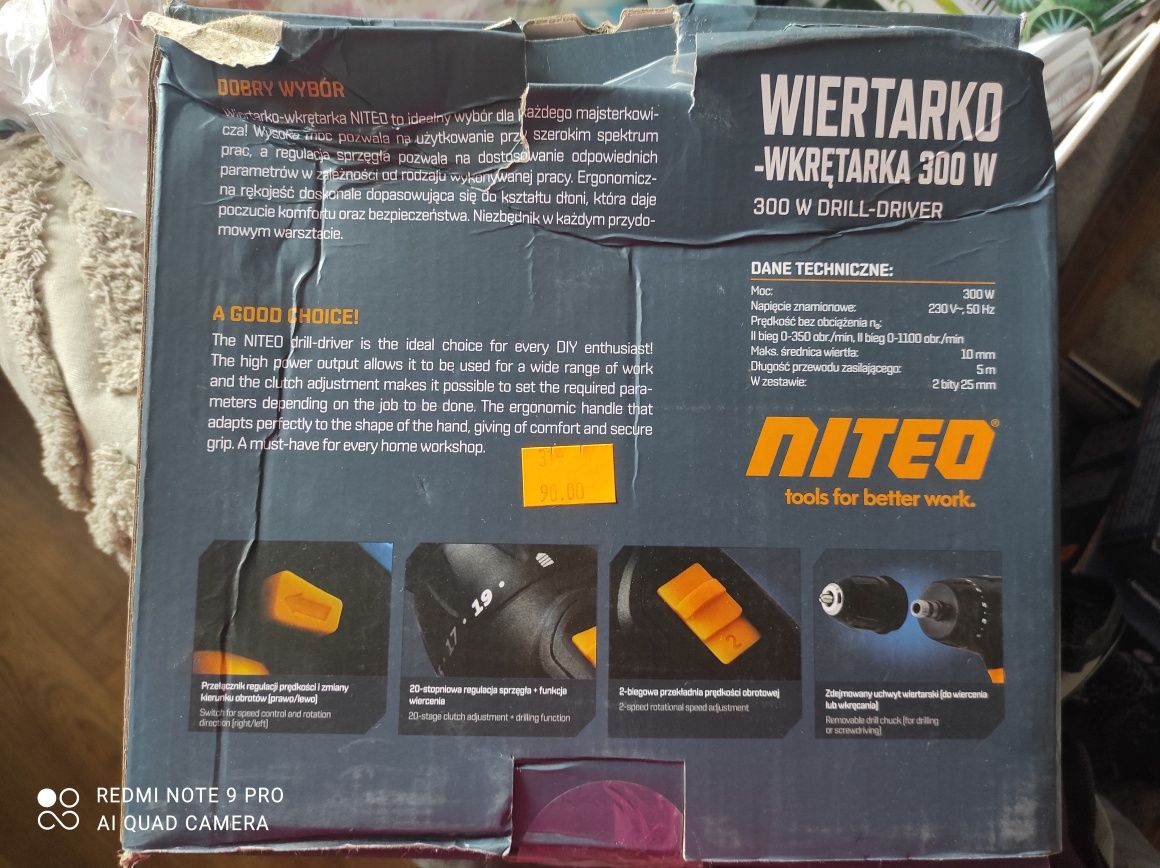 DOBRY WYBÓR
Wiertarko-wkrętarka NITEO to idealny wybór dla każdego majsterkowi-
cza! Wysoka moc pozwala na użytkowanie przy szerokim spektrum
prac, a regulacja sprzęgła pozwala na dostosowanie odpowiednich
parametrów w zależności od rodzaju wykonywanej pracy. Ergonomicz-
na rękojeść doskonale dopasowująca się do kształtu dłoni, która daje
poczucie komfortu oraz bezpieczeństwa. Niezbędnik w każdym przydo-
mowym warsztacie.
A GOOD CHOICE!
The NITEO drill-driver is the ideal choice for every DIY enthusiast!
The high power output allows it to be used for a wide range of work
and the clutch adjustment makes it possible to set the required para-
meters depending on the job to be done. The ergonomic handle that
adapts perfectly to the shape of the hand, giving of comfort and secure
grip. A must-have for every home workshop.
WIERTARKO
-WKRĘTARKA 300 W
300 W DRILL-DRIVER
DANE TECHNICZNE:
Moc: 300 W
Napięcie znamionowe: 230 V~, 50 Hz
Prędkość bez obciążenia n₀:
II bieg 0-350 obr./min, II bieg 0-1100 obr./min
Maks. średnica wiertła: 10 mm
Długość przewodu zasilającego: 5 m
W zestawie: 2 bity 25 mm
NITEO®
tools for better work.
90.00
17 • 19 •
2
Przełącznik regulacji prędkości i zmiany
kierunku obrotów (prawo/lewo)
Switch for speed control and rotation
direction (right/left)
20-stopniowa regulacja sprzęgła + funkcja
wiercenia
20-stage clutch adjustment + drilling function
2-biegowa przekładnia prędkości obrotowej
2-speed rotational speed adjustment
Zdejmowany uchwyt wiertarski (do wiercenia
lub wkręcania)
Removable drill chuck (for drilling
or screwdriving)
REDMI NOTE 9 PRO
AI QUAD CAMERA